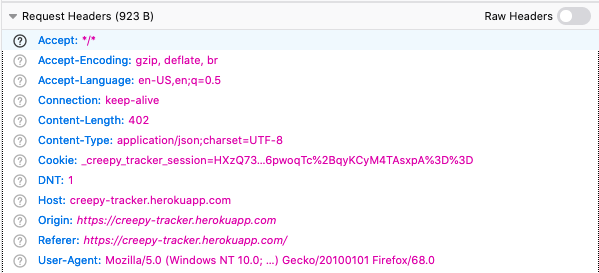 Request Headers (923 B) Raw Headers
Accept: */*
Accept-Encoding: gzip, deflate, br
Accept-Language: en-US,en;q=0.5
Connection: keep-alive
Content-Length: 402
Content-Type: application/json;charset=UTF-8
Cookie: _creepy_tracker_session=HXzQ73...6pwoqTc%2BqyKCyM4TAsxpA%3D%3D
DNT: 1
Host: creepy-tracker.herokuapp.com
Origin: https://creepy-tracker.herokuapp.com
Referer: https://creepy-tracker.herokuapp.com/
User-Agent: Mozilla/5.0 (Windows NT 10.0; ...) Gecko/20100101 Firefox/68.0